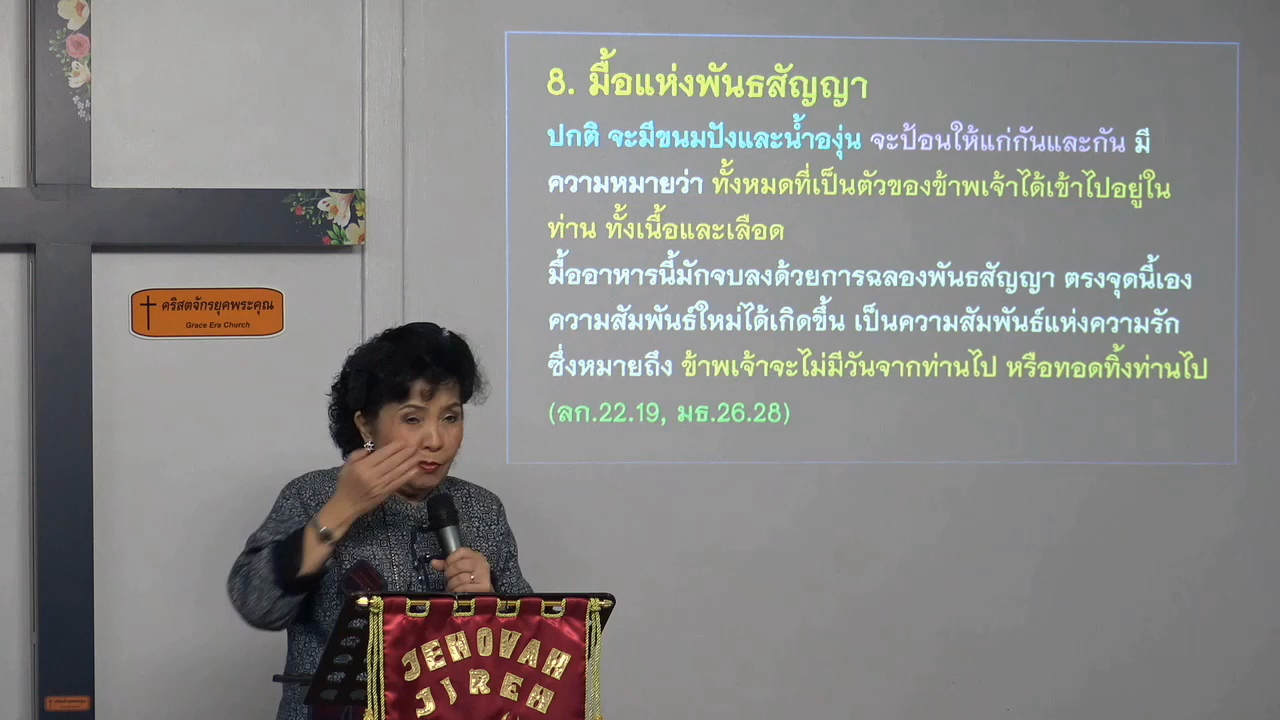 8. มื้อแห่งพันธสัญญา
ปกติ จะมีขนมปังและน้ำองุ่น จะป้อนให้แก่กันและกัน มี
ความหมายว่า ทั้งหมดที่เป็นตัวของข้าพเจ้าได้เข้าไปอยู่ใน
ท่าน ทั้งเนื้อและเลือด
มื้ออาหารนี้มักจบลงด้วยการฉลองพันธสัญญา ตรงจุดนี้เอง
ความสัมพันธ์ใหม่ได้เกิดขึ้น เป็นความสัมพันธ์แห่งความรัก
ซึ่งหมายถึง ข้าพเจ้าจะไม่มีวันจากท่านไป หรือทอดทิ้งท่านไป
(ลก.22.19, มธ.26.28)
คริสตจักรยุคพระคุณ
Grace Era Church
JEHOVAH
JIREH